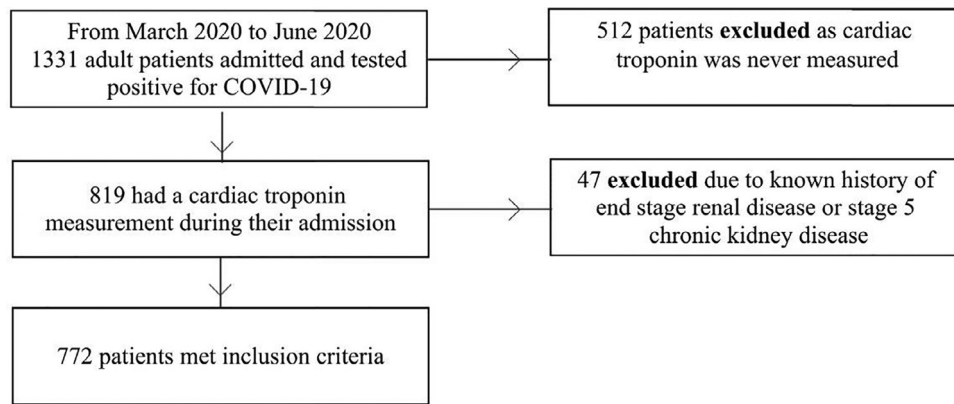 From March 2020 to June 2020
1331 adult patients admitted and tested
positive for COVID-19
512 patients excluded as cardiac
troponin was never measured
819 had a cardiac troponin
measurement during their admission
47 excluded due to known history of
end stage renal disease or stage 5
chronic kidney disease
772 patients met inclusion criteria